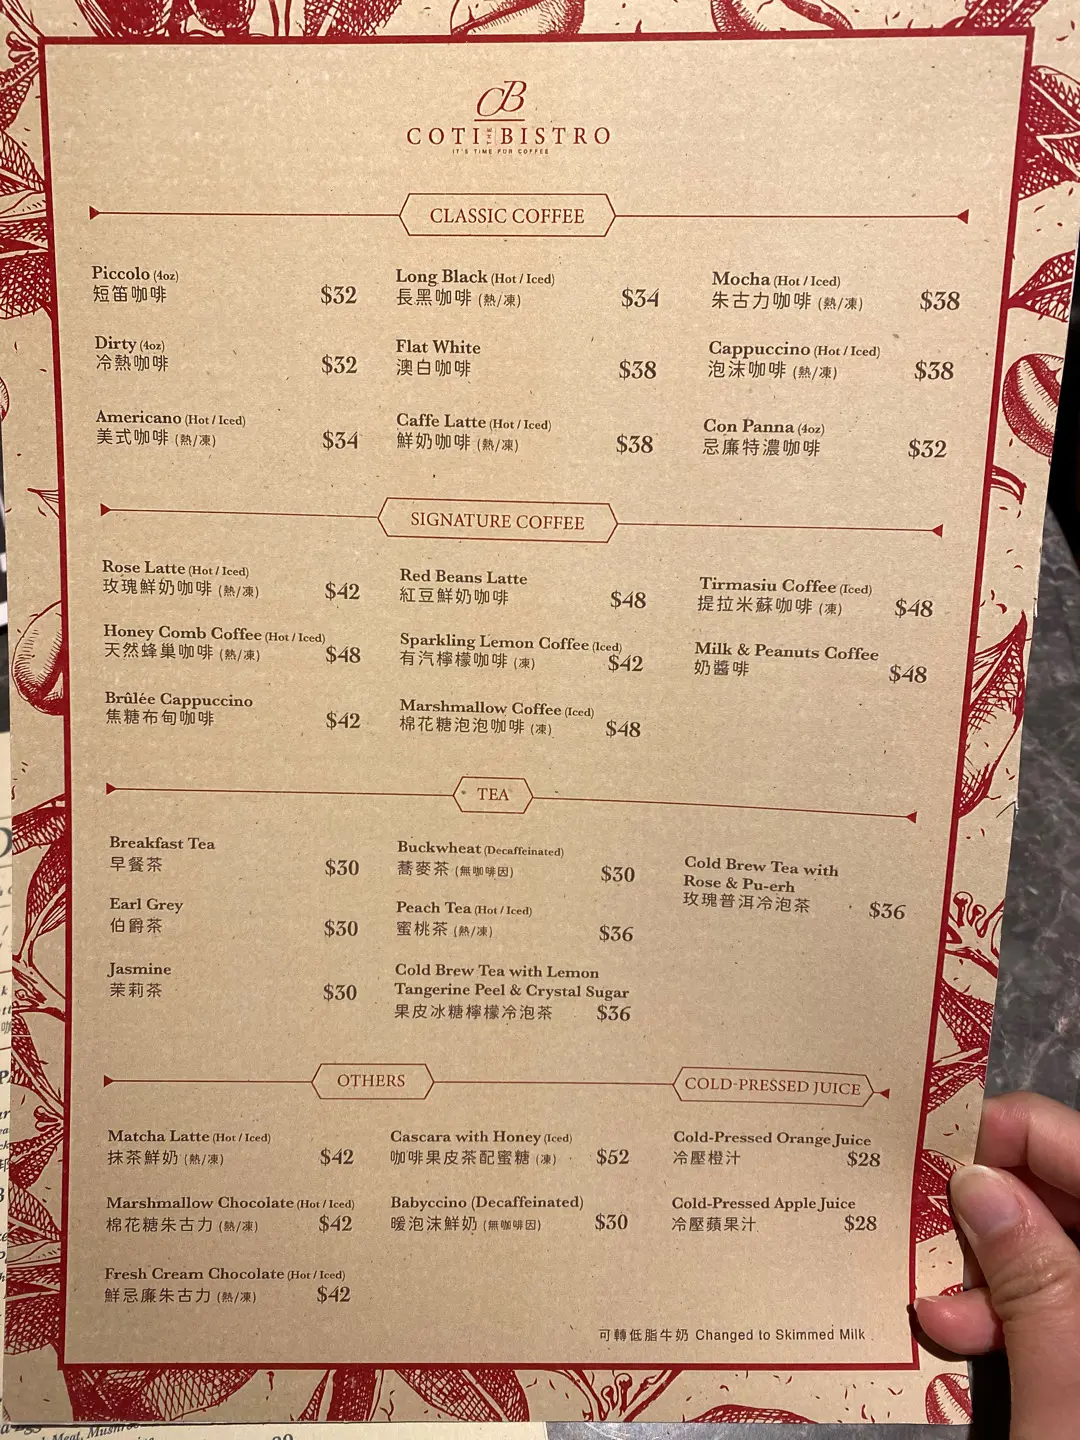 CB
COTI THE BISTRO
IT'S TIME FOR COFFEE
CLASSIC COFFEE
Piccolo (4oz)
短笛咖啡 $32
Long Black (Hot / Iced)
長黑咖啡 (熱/凍) $34
Mocha (Hot / Iced)
朱古力咖啡 (熱/凍) $38
Dirty (4oz)
冷熱咖啡 $32
Flat White
澳白咖啡 $38
Cappuccino (Hot / Iced)
泡沫咖啡 (熱/凍) $38
Americano (Hot / Iced)
美式咖啡 (熱/凍) $34
Caffe Latte (Hot / Iced)
鮮奶咖啡 (熱/凍) $38
Con Panna (4oz)
忌廉特濃咖啡 $32
SIGNATURE COFFEE
Rose Latte (Hot / Iced)
玫瑰鮮奶咖啡 (熱/凍) $42
Red Beans Latte
紅豆鮮奶咖啡 $48
Tirmasiu Coffee (Iced)
提拉米蘇咖啡 (凍) $48
Honey Comb Coffee (Hot / Iced)
天然蜂巢咖啡 (熱/凍) $48
Sparkling Lemon Coffee (Iced)
有汽檸檬咖啡 (凍) $42
Milk & Peanuts Coffee
奶醬啡 $48
Brûlée Cappuccino
焦糖布甸咖啡 $42
Marshmallow Coffee (Iced)
棉花糖泡泡咖啡 (凍) $48
TEA
Breakfast Tea
早餐茶 $30
Buckwheat (Decaffeinated)
蕎麥茶 (無咖啡因) $30
Cold Brew Tea with
Rose & Pu-erh
玫瑰普洱冷泡茶 $36
Earl Grey
伯爵茶 $30
Peach Tea (Hot / Iced)
蜜桃茶 (熱/凍) $36
Jasmine
茉莉茶 $30
Cold Brew Tea with Lemon
Tangerine Peel & Crystal Sugar
果皮冰糖檸檬冷泡茶 $36
OTHERS
Matcha Latte (Hot / Iced)
抹茶鮮奶 (熱/凍) $42
Cascara with Honey (Iced)
咖啡果皮茶配蜜糖 (凍) $52
Marshmallow Chocolate (Hot / Iced)
棉花糖朱古力 (熱/凍) $42
Babyccino (Decaffeinated)
暖泡沫鮮奶 (無咖啡因) $30
Fresh Cream Chocolate (Hot / Iced)
鮮忌廉朱古力 (熱/凍) $42
COLD-PRESSED JUICE
Cold-Pressed Orange Juice
冷壓橙汁 $28
Cold-Pressed Apple Juice
冷壓蘋果汁 $28
可轉低脂牛奶 Changed to Skimmed Milk